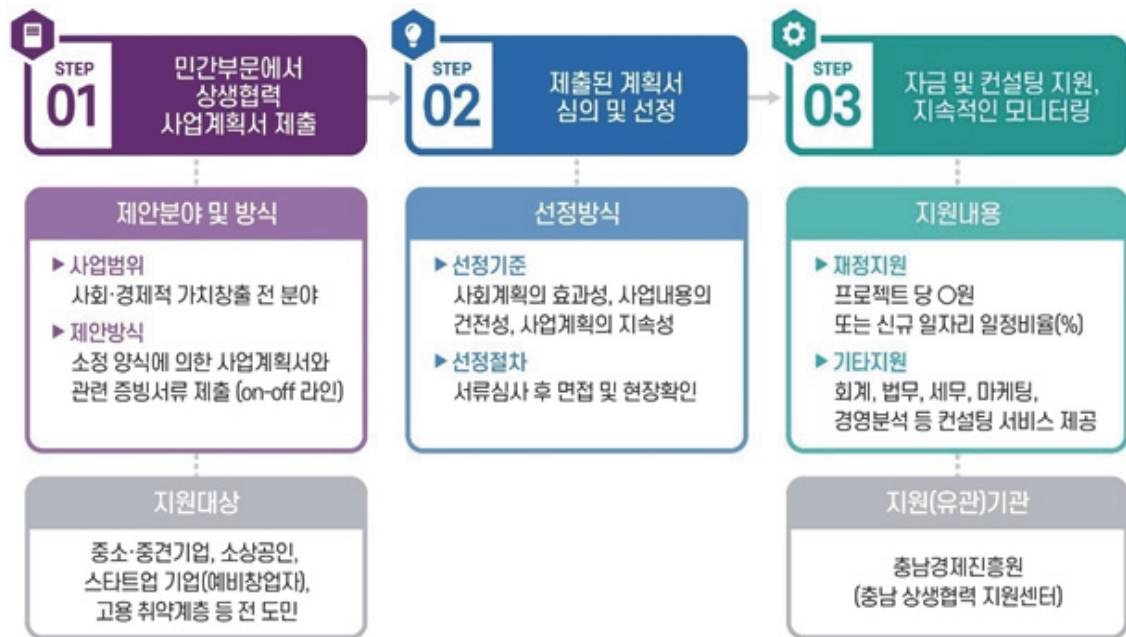 STEP
01
민간부문에서
상생협력
사업계획서 제출
STEP
02
제출된 계획서
심의 및 선정
STEP
03
자금 및 컨설팅 지원,
지속적인 모니터링
제안분야 및 방식
▶ 사업범위
사회·경제적 가치창출 전 분야
▶ 제안방식
소정 양식에 의한 사업계획서와
관련 증빙서류 제출 (on-off 라인)
선정방식
▶ 선정기준
사회계획의 효과성, 사업내용의
건전성, 사업계획의 지속성
▶ 선정절차
서류심사 후 면접 및 현장확인
지원내용
▶ 재정지원
프로젝트 당 〇원
또는 신규 일자리 일정비율(%)
▶ 기타지원
회계, 법무, 세무, 마케팅,
경영분석 등 컨설팅 서비스 제공
지원대상
중소·중견기업, 소상공인,
스타트업 기업(예비창업자),
고용 취약계층 등 전 도민
지원(유관)기관
충남경제진흥원
(충남 상생협력 지원센터)